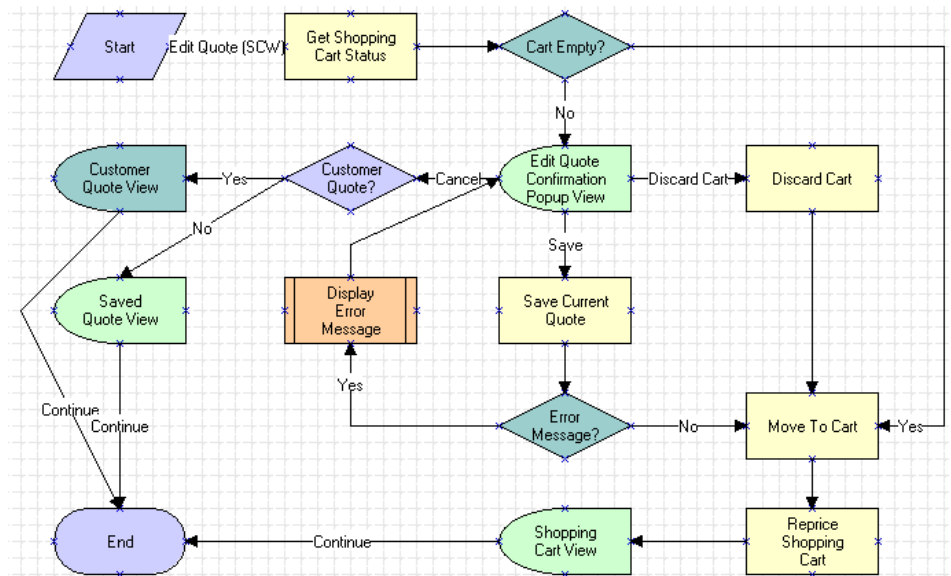 Start
Edit Quote (SCW)
Get Shopping
Cart Status
Cart Empty?
No
Customer
Quote View
Yes
Customer
Quote?
Cancel
Edit Quote
Confirmation
Popup View
Discard Cart
Discard Cart
No
Save
Saved
Quote View
Display
Error
Message
Save Current
Quote
Yes
Continue
Continue
Error
Message?
No
Move To Cart
Yes
End
Continue
Shopping
Cart View
Reprice
Shopping
Cart